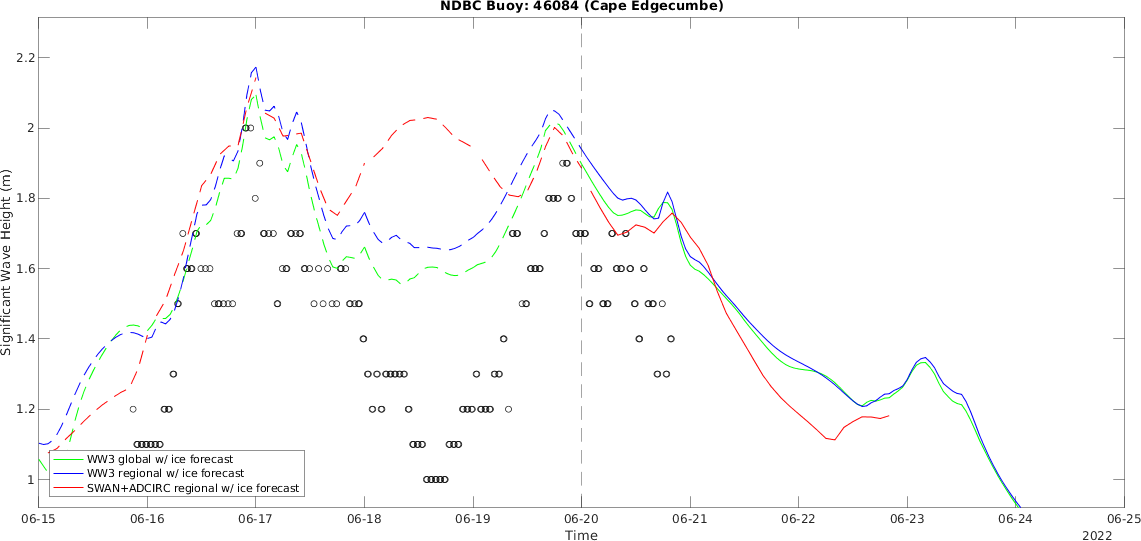 NDBC Buoy: 46084 (Cape Edgecumbe)
Significant Wave Height (m)
2.2
2
1.8
1.6
1.4
1.2
1
WW3 global w/ ice forecast
WW3 regional w/ ice forecast
SWAN+ADCIRC regional w/ ice forecast
06-15 06-16 06-17 06-18 06-19 06-20 06-21 06-22 06-23 06-24 06-25
Time 2022